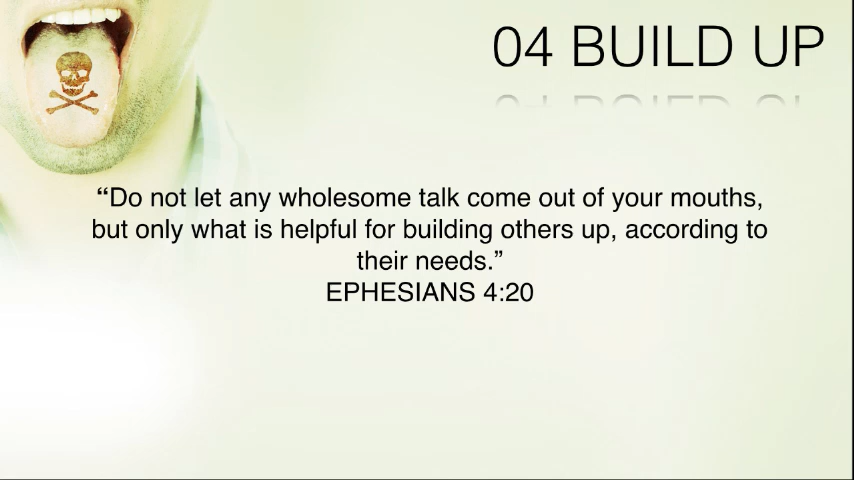 04 BUILD UP
“Do not let any wholesome talk come out of your mouths,
but only what is helpful for building others up, according to
their needs.”
EPHESIANS 4:20